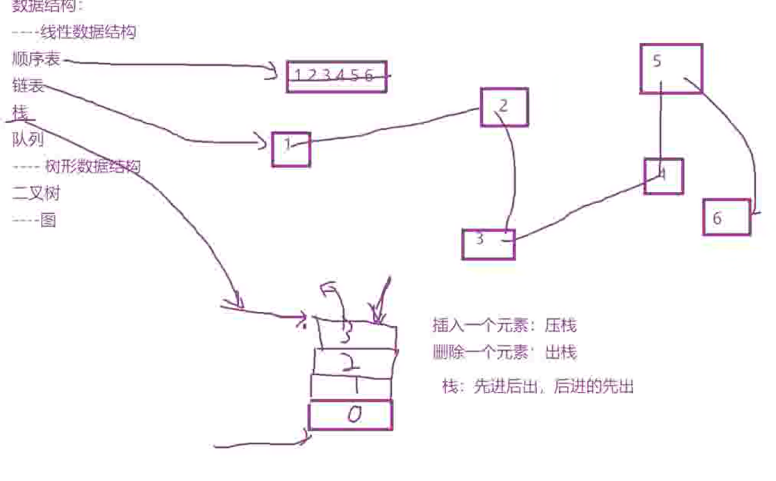 数据结构:
----线性数据结构
顺序表
链表
栈
队列
---- 树形数据结构
二叉树
----图
1 2 3 4 5 6
1
2
3
4
5
6
3
2
1
0
插入一个元素：压栈
删除一个元素：出栈
栈：先进后出，后进的先出